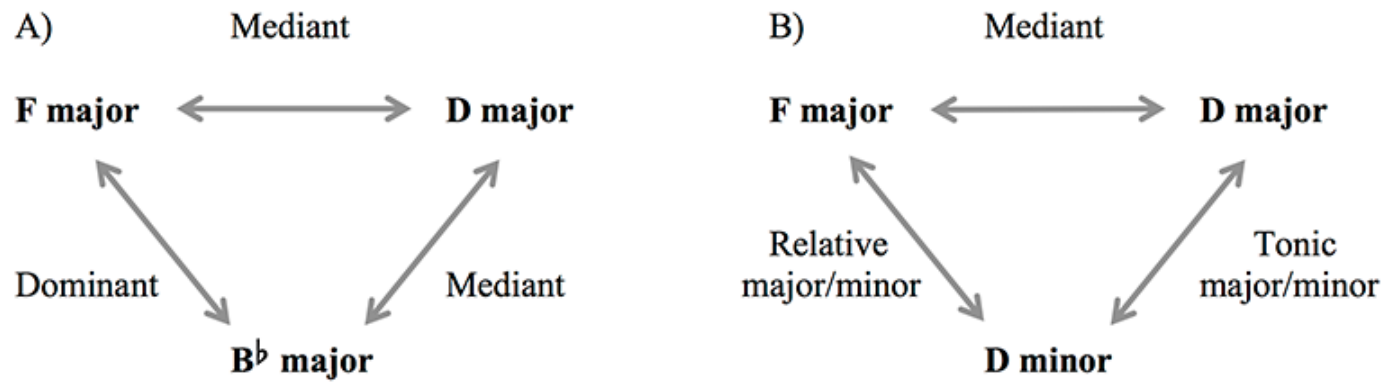 A)
Mediant
F major
D major
Dominant
Mediant
B♭ major
B)
Mediant
F major
D major
Relative
major/minor
Tonic
major/minor
D minor